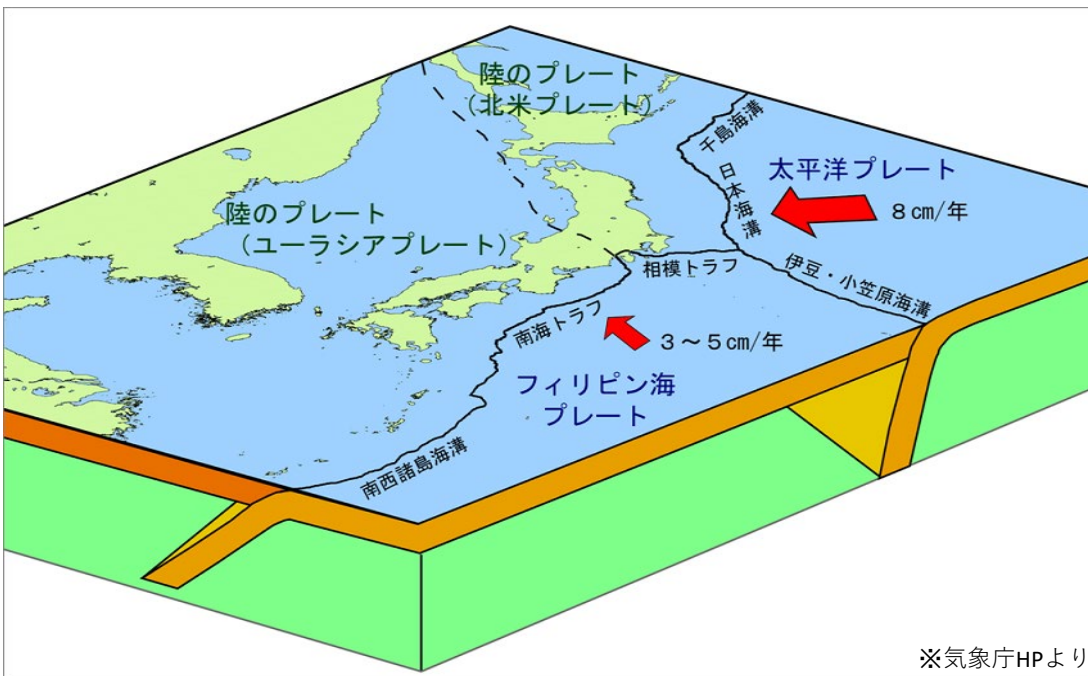 陸のプレート
（北米プレート）
千島海溝
日本海溝
太平洋プレート
8cm/年
陸のプレート
（ユーラシアプレート）
相模トラフ
伊豆・小笠原海溝
南海トラフ
3～5cm/年
フィリピン海
プレート
南西諸島海溝
※気象庁HPより